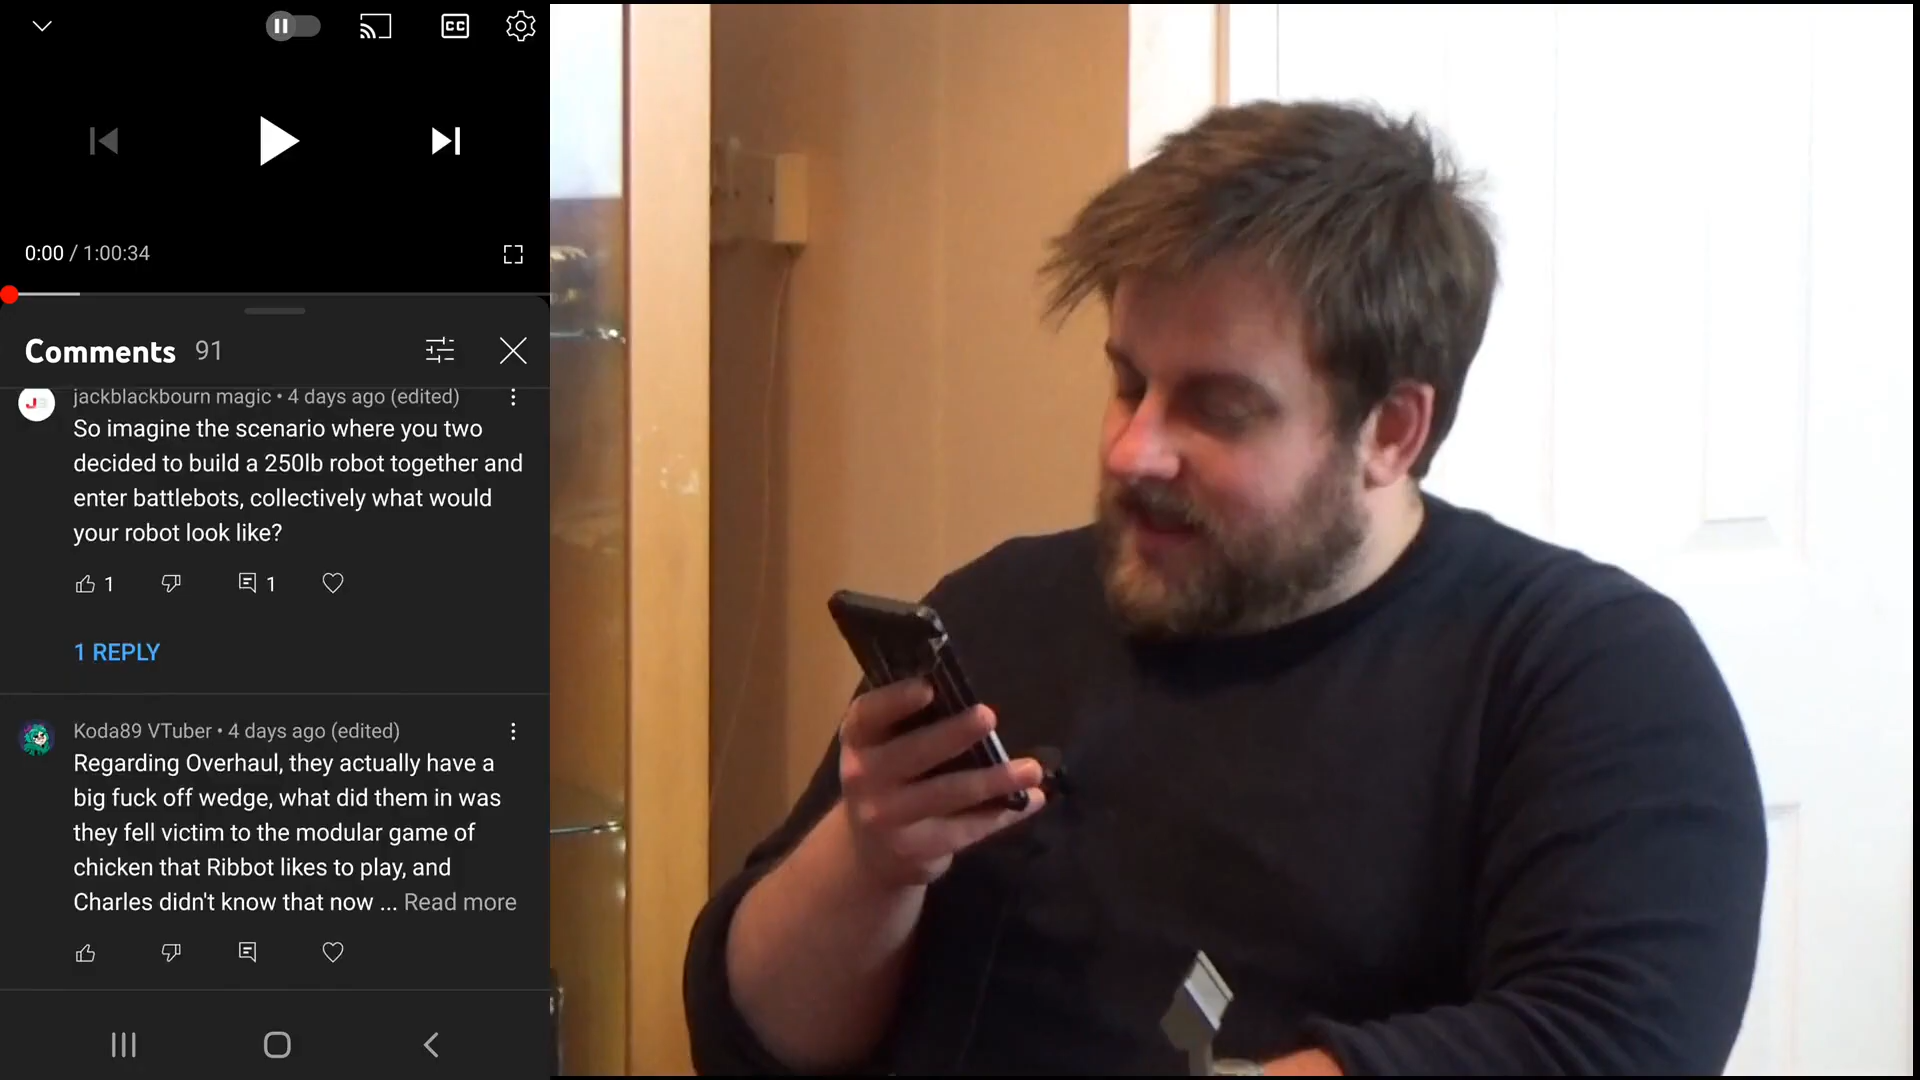 CC
0:00 / 1:00:34
Comments 91
jackblackbourn magic • 4 days ago (edited)
So imagine the scenario where you two
decided to build a 250lb robot together and
enter battlebots, collectively what would
your robot look like?
1 1
1 REPLY
Koda89 VTuber • 4 days ago (edited)
Regarding Overhaul, they actually have a
big fuck off wedge, what did them in was
they fell victim to the modular game of
chicken that Ribbot likes to play, and
Charles didn't know that now ... Read more